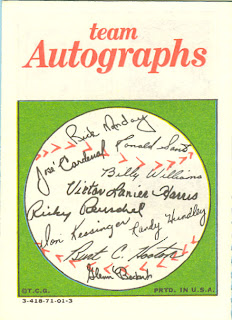 team
Autographs
Rick Monday
José Cardenal Ronald Santo
Billy Williams
Victor Lanier Harris
Ricky Reuschel
Don Kessinger Randy Hundley
Burt C. Hooton
Glenn Beckert
©T.C.G. PRTD. IN U.S.A.
3-418-71-01-3